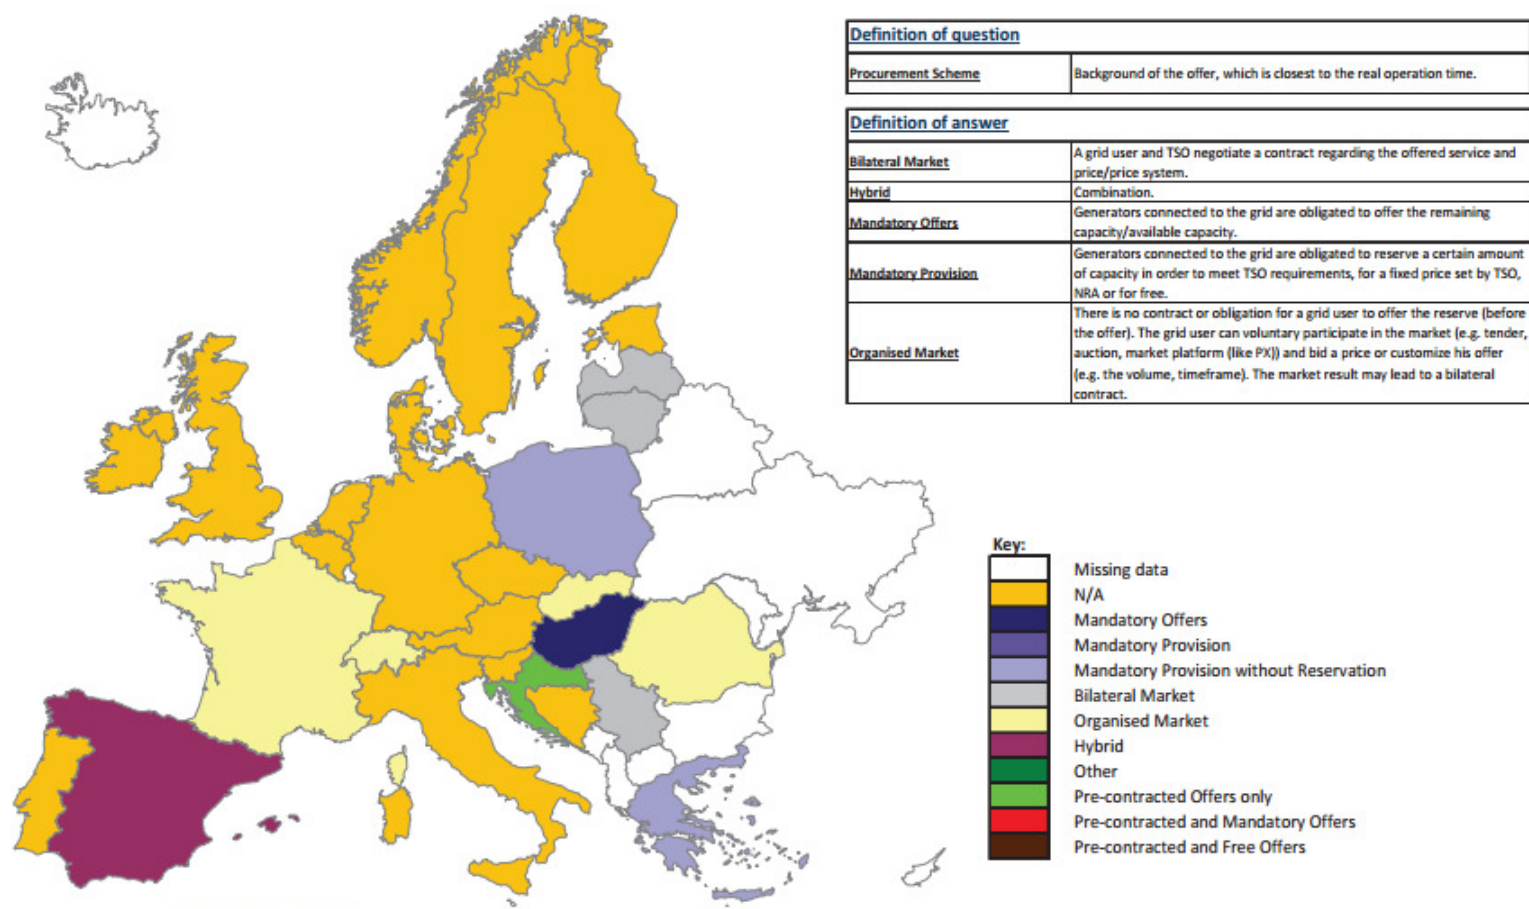 Definition of question
Procurement Scheme
Background of the offer, which is closest to the real operation time.
Definition of answer
Bilateral Market
A grid user and TSO negotiate a contract regarding the offered service and
price/price system.
Hybrid
Combination.
Mandatory Offers
Generators connected to the grid are obligated to offer the remaining
capacity/available capacity.
Mandatory Provision
Generators connected to the grid are obligated to reserve a certain amount
of capacity in order to meet TSO requirements, for a fixed price set by TSO,
NRA or for free.
Organised Market
There is no contract or obligation for a grid user to offer the reserve (before
the offer). The grid user can voluntary participate in the market (e.g. tender,
auction, market platform (like PX)) and bid a price or customize his offer
(e.g. the volume, timeframe). The market result may lead to a bilateral
contract.
Key:
Missing data
N/A
Mandatory Offers
Mandatory Provision
Mandatory Provision without Reservation
Bilateral Market
Organised Market
Hybrid
Other
Pre-contracted Offers only
Pre-contracted and Mandatory Offers
Pre-contracted and Free Offers